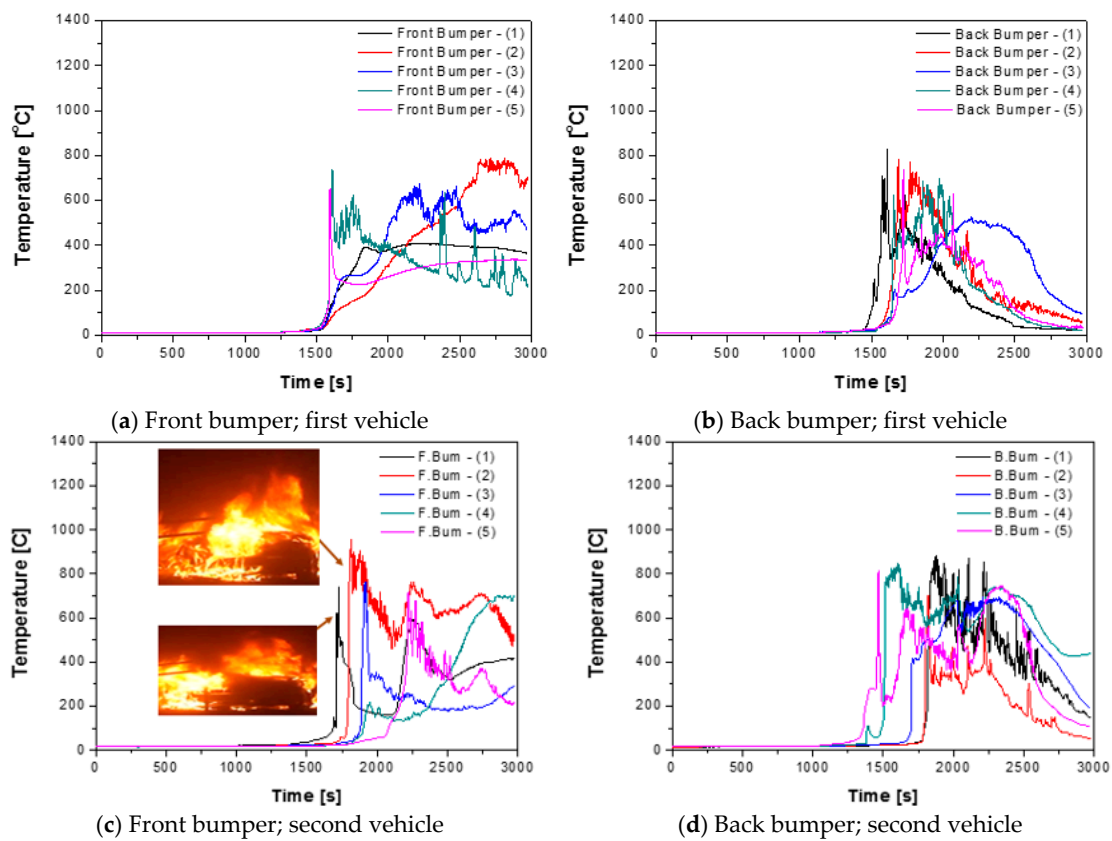 1400
1200
1000
800
600
400
200
0
Temperature [°C]
Front Bumper - (1)
Front Bumper - (2)
Front Bumper - (3)
Front Bumper - (4)
Front Bumper - (5)
0 500 1000 1500 2000 2500 3000
Time [s]
(a) Front bumper; first vehicle
1400
1200
1000
800
600
400
200
0
Temperature [°C]
Back Bumper - (1)
Back Bumper - (2)
Back Bumper - (3)
Back Bumper - (4)
Back Bumper - (5)
0 500 1000 1500 2000 2500 3000
Time [s]
(b) Back bumper; first vehicle
1400
1200
1000
800
600
400
200
0
Temperature [C]
F.Bum - (1)
F.Bum - (2)
F.Bum - (3)
F.Bum - (4)
F.Bum - (5)
0 500 1000 1500 2000 2500 3000
Time [s]
(c) Front bumper; second vehicle
1400
1200
1000
800
600
400
200
0
Temperature [C]
B.Bum - (1)
B.Bum - (2)
B.Bum - (3)
B.Bum - (4)
B.Bum - (5)
0 500 1000 1500 2000 2500 3000
Time [s]
(d) Back bumper; second vehicle